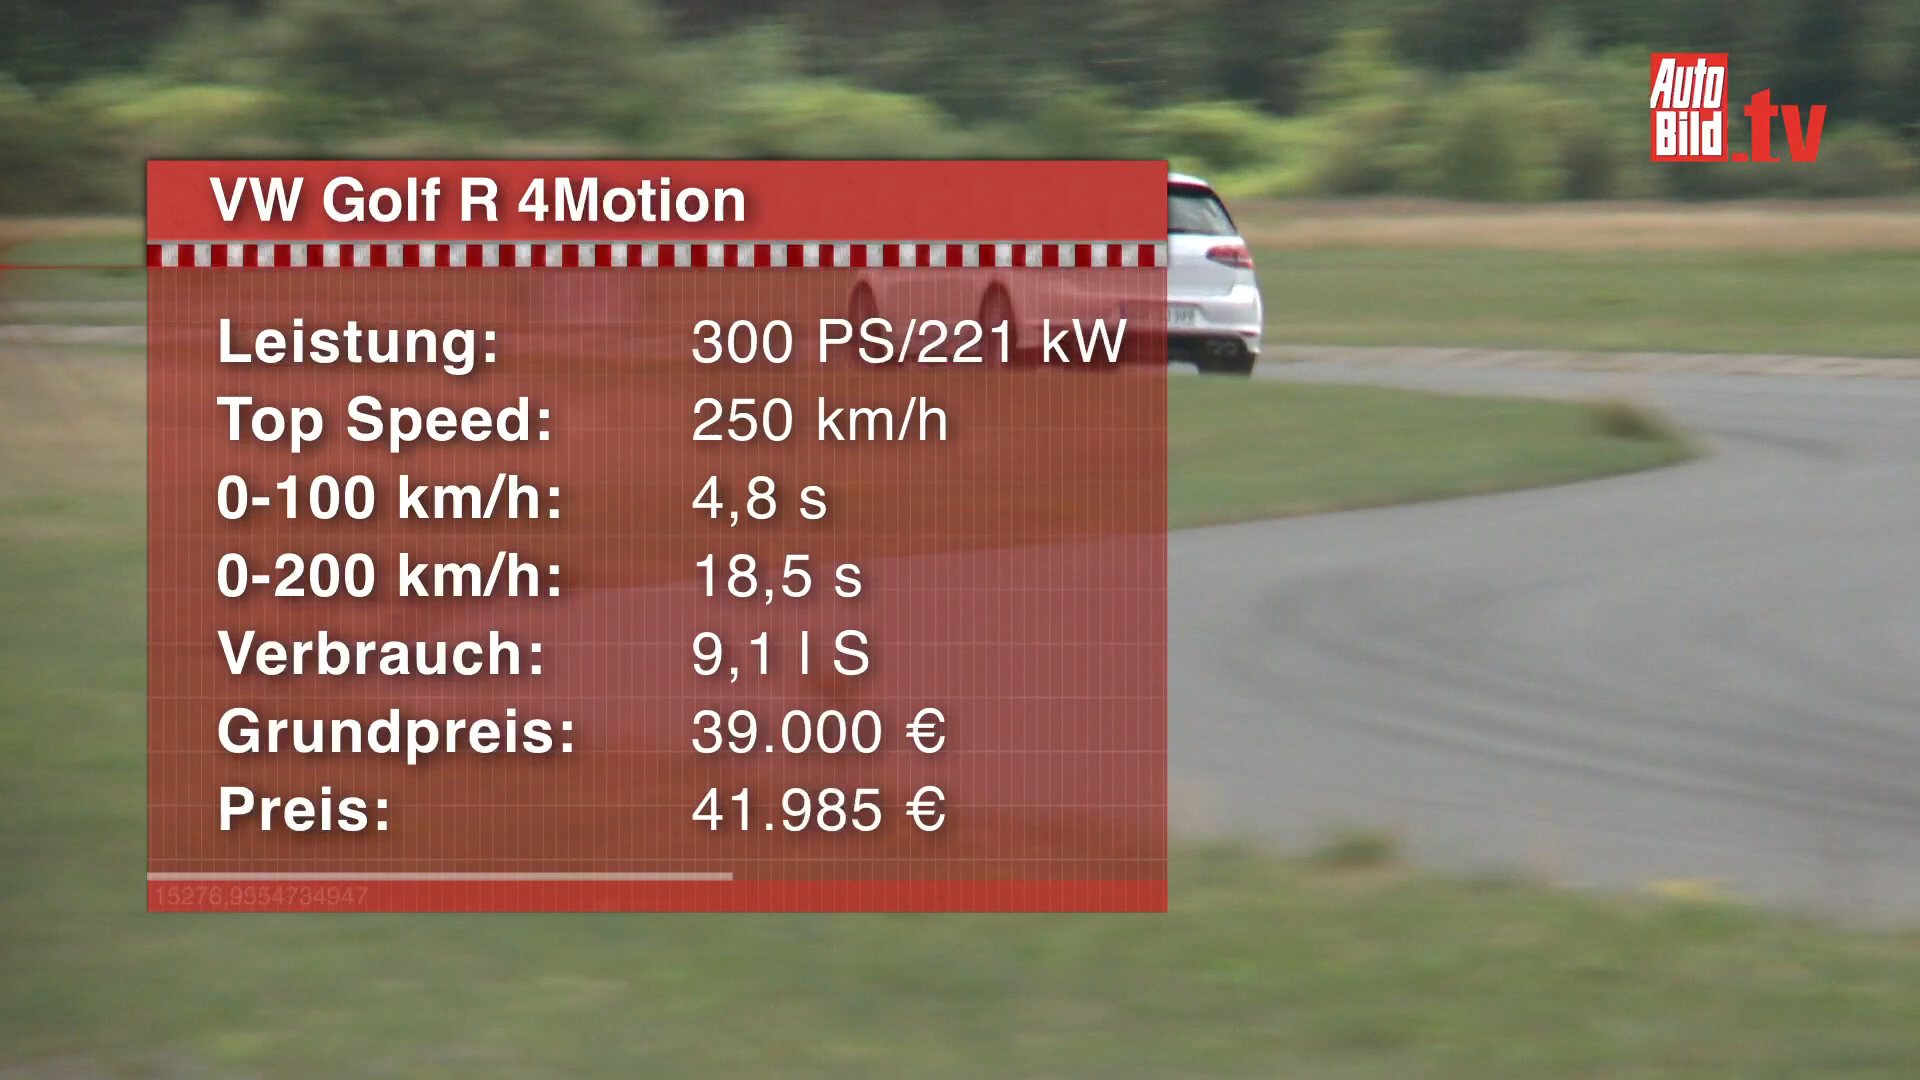 Auto
Bild
.tv
VW Golf R 4Motion
Leistung: 300 PS/221 kW
Top Speed: 250 km/h
0-100 km/h: 4,8 s
0-200 km/h: 18,5 s
Verbrauch: 9,1 l S
Grundpreis: 39.000 €
Preis: 41.985 €
15276,9554734947